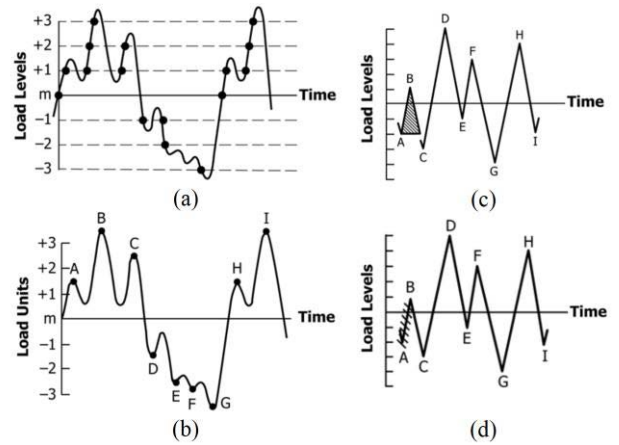 Load Levels
+3
+2
+1
m
−1
−2
−3
Time
(a)
Load Levels
A
B
C
D
E
F
G
H
I
Time
(c)
Load Units
+3
+2
+1
m
−1
−2
−3
A
B
C
D
E
F
G
H
I
Time
(b)
Load Levels
A
B
C
D
E
F
G
H
I
Time
(d)